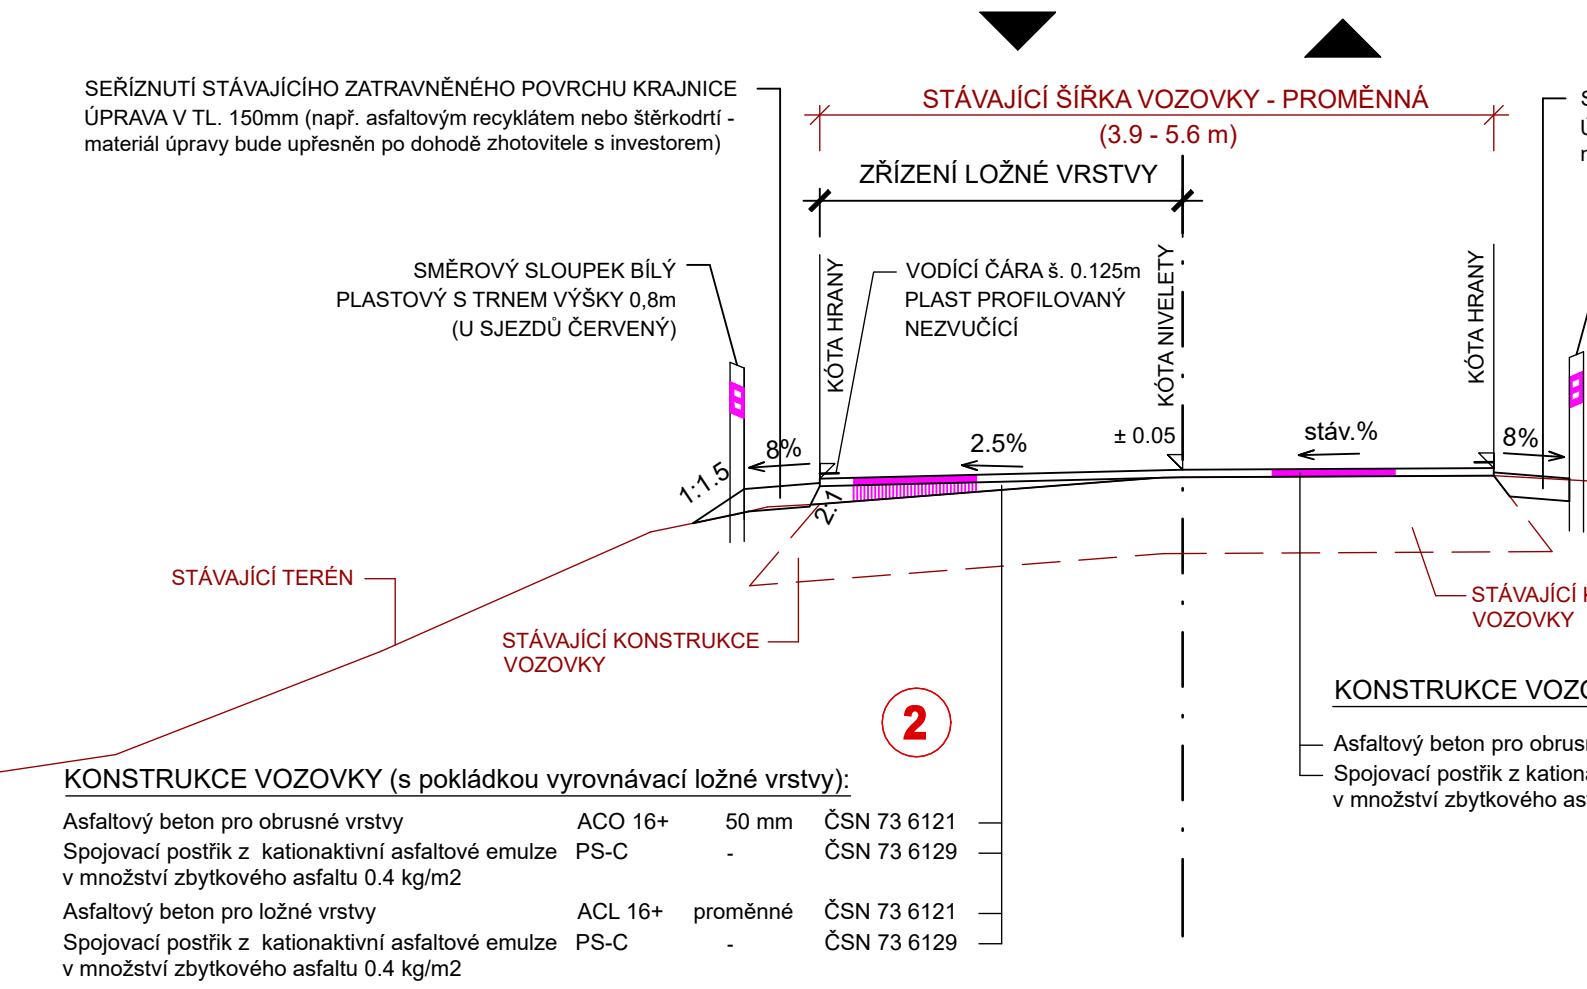 SEŘÍZNUTÍ STÁVAJÍCÍHO ZATRAVNĚNÉHO POVRCHU KRAJNICE
ÚPRAVA V TL. 150mm (např. asfaltovým recyklátem nebo štěrkodrtí -
materiál úpravy bude upřesněn po dohodě zhotovitele s investorem)
STÁVAJÍCÍ ŠÍŘKA VOZOVKY - PROMĚNNÁ
(3.9 - 5.6 m)
ZŘÍZENÍ LOŽNÉ VRSTVY
SMĚROVÝ SLOUPEK BÍLÝ
PLASTOVÝ S TRNEM VÝŠKY 0,8m
(U SJEZDŮ ČERVENÝ)
KÓTA HRANY
VODÍCÍ ČÁRA š. 0.125m
PLAST PROFILOVANÝ
NEZVUČÍCÍ
KÓTA NIVELETY
KÓTA HRANY
1:1.5
8%
2:1
2.5%
± 0.05
stáv.%
8%
STÁVAJÍCÍ TERÉN
STÁVAJÍCÍ KONSTRUKCE
VOZOVKY
STÁVAJÍCÍ
VOZOVKY
2
KONSTRUKCE VOZOVKY (s pokládkou vyrovnávací ložné vrstvy):
Asfaltový beton pro obrusné vrstvy ACO 16+ 50 mm ČSN 73 6121
Spojovací postřik z kationaktivní asfaltové emulze PS-C - ČSN 73 6129
v množství zbytkového asfaltu 0.4 kg/m2
Asfaltový beton pro ložné vrstvy ACL 16+ proměnné ČSN 73 6121
Spojovací postřik z kationaktivní asfaltové emulze PS-C - ČSN 73 6129
v množství zbytkového asfaltu 0.4 kg/m2
KONSTRUKCE
Asfaltový beton pro
Spojovací postřik z
v množství zbytkového